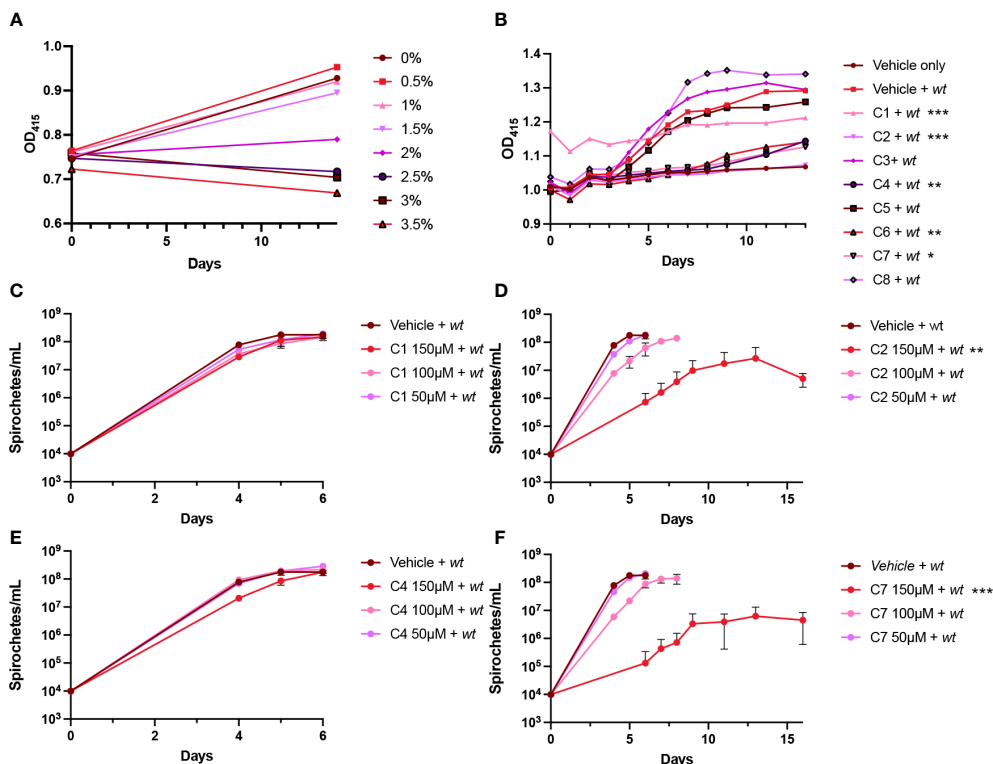 A
OD415
1.0
0.9
0.8
0.7
0.6
0
5
10
Days
0%
0.5%
1%
1.5%
2%
2.5%
3%
3.5%
B
OD415
1.4
1.3
1.2
1.1
1.0
0.9
0
5
10
Days
Vehicle only
Vehicle + wt
C1 + wt ***
C2 + wt ***
C3+ wt
C4 + wt **
C5 + wt
C6 + wt **
C7 + wt *
C8 + wt
C
Spirochetes/mL
10⁹
10⁸
10⁷
10⁶
10⁵
10⁴
10³
0
2
4
6
Days
Vehicle + wt
C1 150µM + wt
C1 100µM + wt
C1 50µM + wt
D
Spirochetes/mL
10⁹
10⁸
10⁷
10⁶
10⁵
10⁴
10³
0
5
10
15
Days
Vehicle + wt
C2 150µM + wt **
C2 100µM + wt
C2 50µM + wt
E
Spirochetes/mL
10⁹
10⁸
10⁷
10⁶
10⁵
10⁴
10³
0
2
4
6
Days
Vehicle + wt
C4 150µM + wt
C4 100µM + wt
C4 50µM + wt
F
Spirochetes/mL
10⁹
10⁸
10⁷
10⁶
10⁵
10⁴
10³
0
5
10
15
Days
Vehicle + wt
C7 150µM + wt ***
C7 100µM + wt
C7 50µM + wt